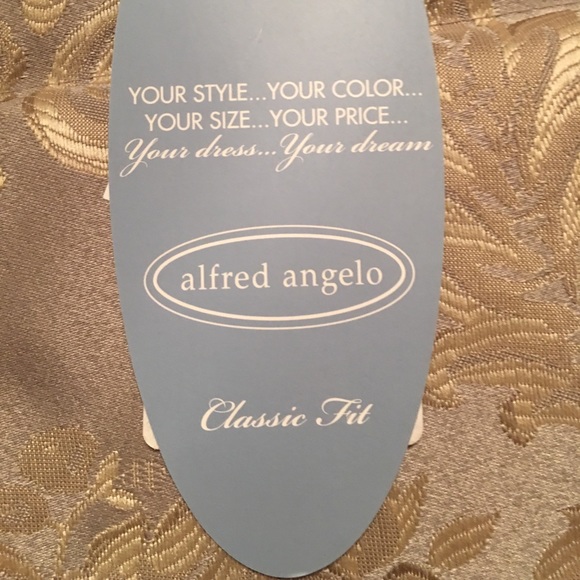 YOUR STYLE...YOUR COLOR...
YOUR SIZE...YOUR PRICE...
Your dress...Your dream
alfred angelo
Classic Fit